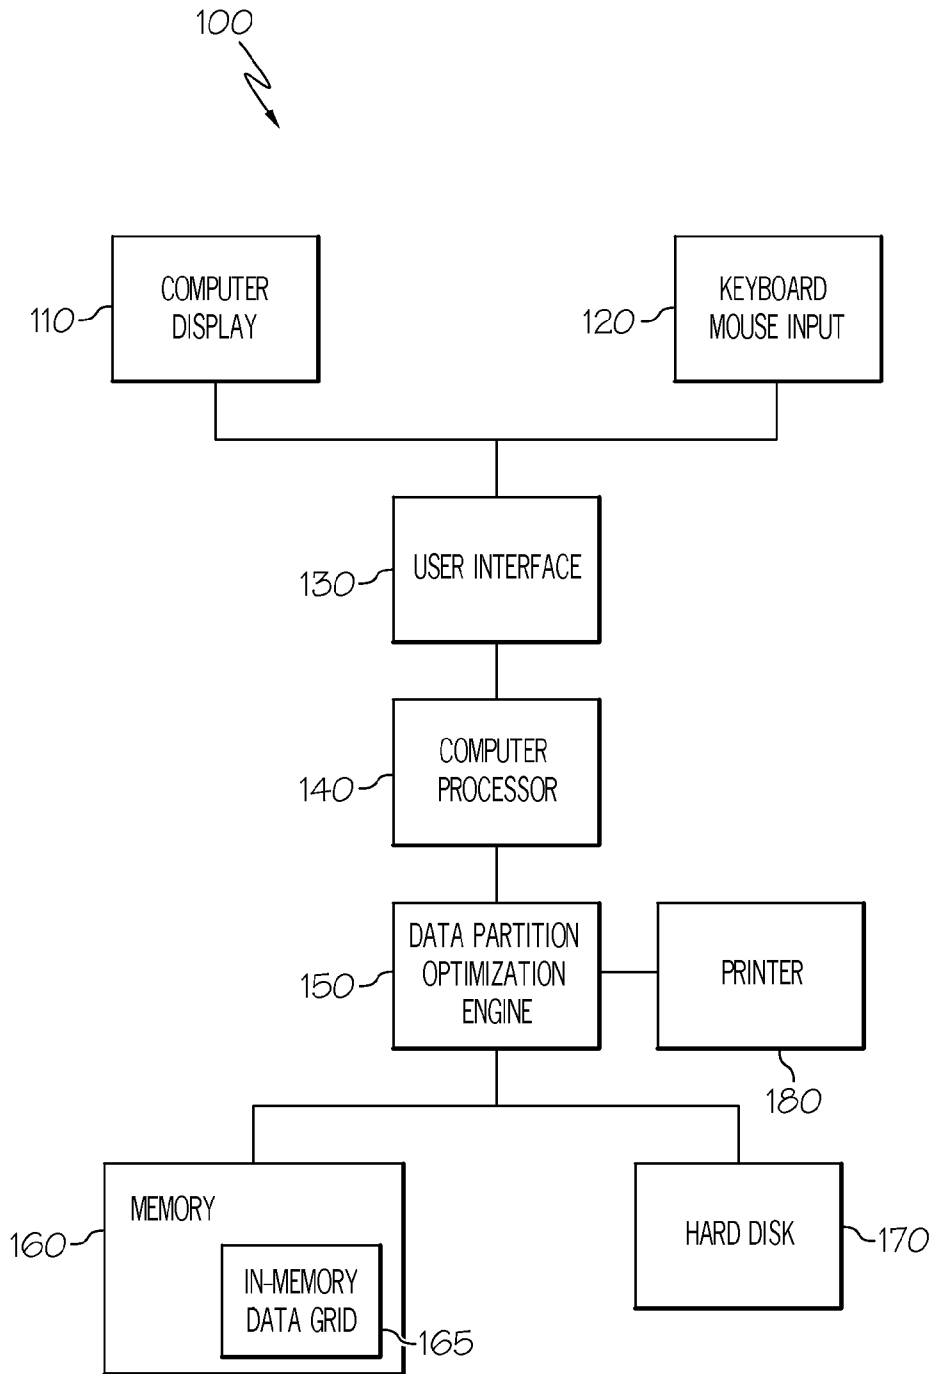 100
COMPUTER
DISPLAY
110
KEYBOARD
MOUSE INPUT
120
USER INTERFACE
130
COMPUTER
PROCESSOR
140
DATA PARTITION
OPTIMIZATION
ENGINE
150
PRINTER
180
MEMORY
160
IN-MEMORY
DATA GRID
165
HARD DISK
170